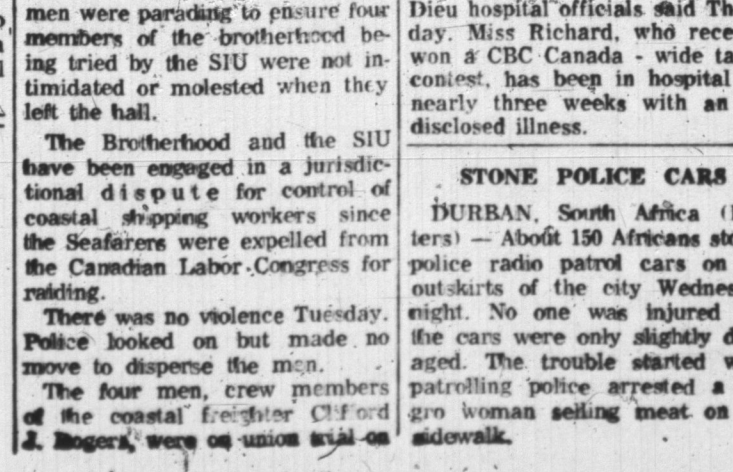 men were parading to ensure four
members of the brotherhood be-
ing tried by the SIU were not in-
timidated or molested when they
left the hall.
The Brotherhood and the SIU
have been engaged in a jurisdic-
tional dispute for control of
coastal shipping workers since
the Seafarers were expelled from
the Canadian Labor Congress for
raiding.
There was no violence Tuesday.
Police looked on but made no
move to disperse the men.
The four men, crew members
of the coastal freighter Clifford
J. Rogers, were on union trial on
Dieu hospital officials said Th
day. Miss Richard, who rece
won a CBC Canada - wide ta
contest, has been in hospital
nearly three weeks with an
disclosed illness.
STONE POLICE CARS
DURBAN, South Africa (
ters) — About 150 Africans sto
police radio patrol cars on
outskirts of the city Wednes
night. No one was injured
the cars were only slightly d
aged. The trouble started w
patrolling police arrested a
gro woman selling meat on
sidewalk.